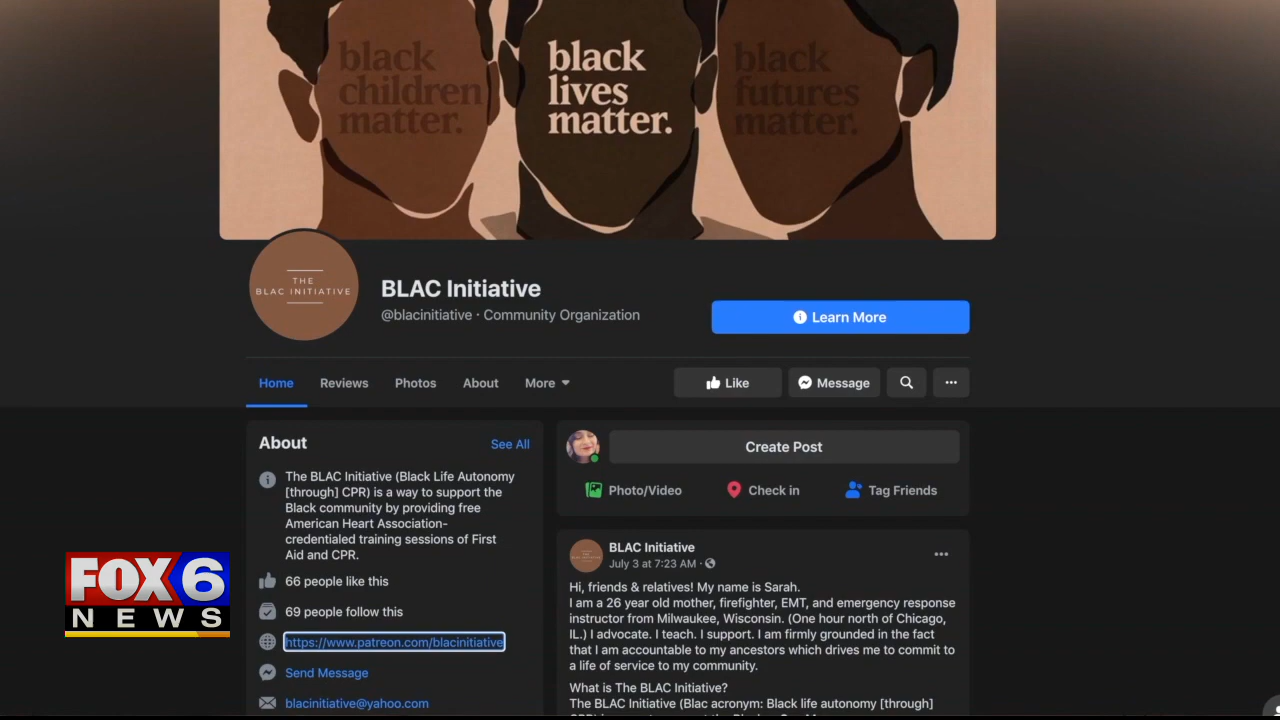 black
children
matter.
black
lives
matter.
black
futures
matter.
THE
BLAC INITIATIVE
BLAC Initiative
@blacinitiative · Community Organization
Learn More
Home
Reviews
Photos
About
More
Like
Message
About
See All
The BLAC Initiative (Black Life Autonomy
[through] CPR) is a way to support the
Black community by providing free
American Heart Association-
credentialed training sessions of First
Aid and CPR.
66 people like this
69 people follow this
https://www.patreon.com/blacinitiative
Send Message
blacinitiative@yahoo.com
Create Post
Photo/Video
Check in
Tag Friends
BLAC Initiative
July 3 at 7:23 AM ·
Hi, friends & relatives! My name is Sarah.
I am a 26 year old mother, firefighter, EMT, and emergency response
instructor from Milwaukee, Wisconsin. (One hour north of Chicago,
IL.) I advocate. I teach. I support. I am firmly grounded in the fact
that I am accountable to my ancestors which drives me to commit to
a life of service to my community.
What is The BLAC Initiative?
The BLAC Initiative (Blac acronym: Black life autonomy [through]
FOX 6
NEWS